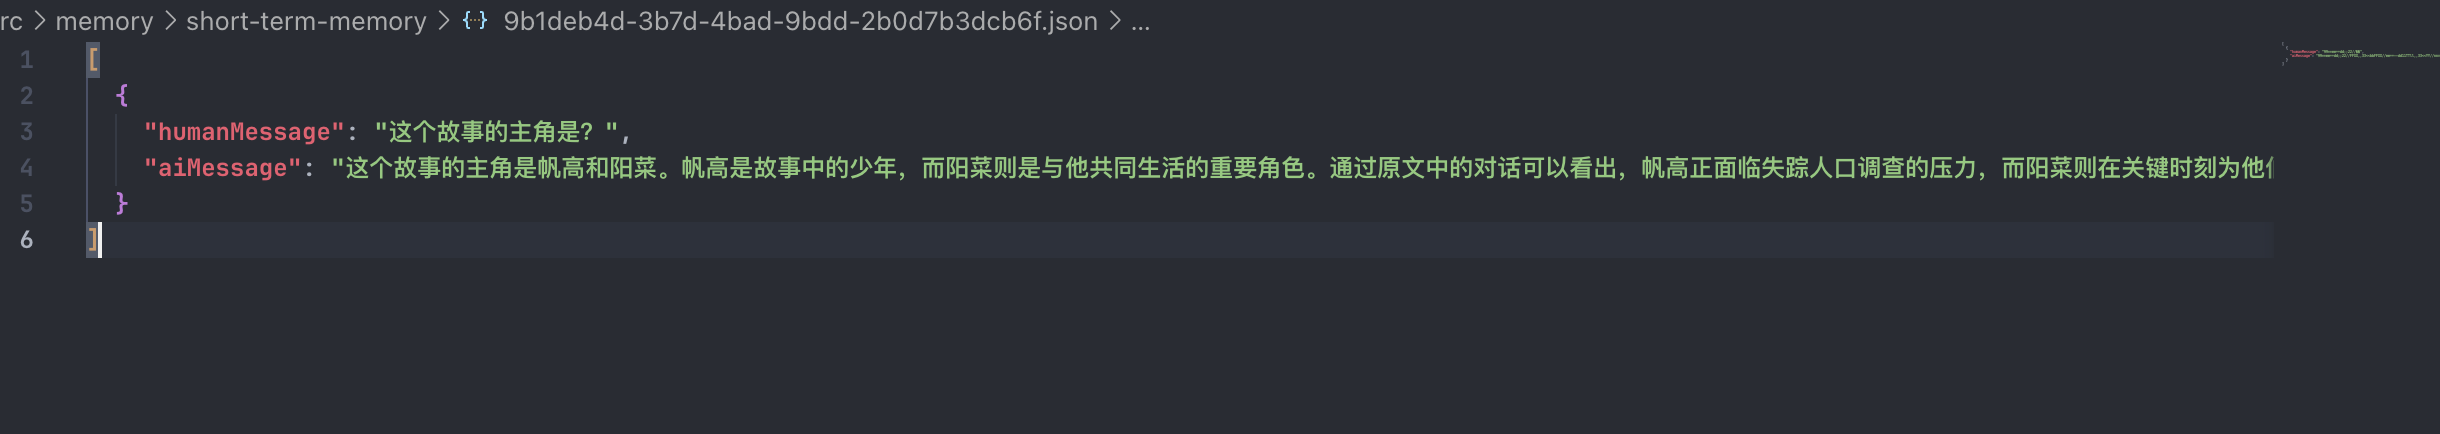 rc > memory > short-term-memory > {··} 9b1deb4d-3b7d-4bad-9bdd-2b0d7b3dcb6f.json > ...
1 [
2 {
3 "humanMessage": "这个故事的主角是？",
4 "aiMessage": "这个故事的主角是帆高和阳菜。帆高是故事中的少年，而阳菜则是与他共同生活的重要角色。通过原文中的对话可以看出，帆高正面临失踪人口调查的压力，而阳菜则在关键时刻为他
5 }
6 ]